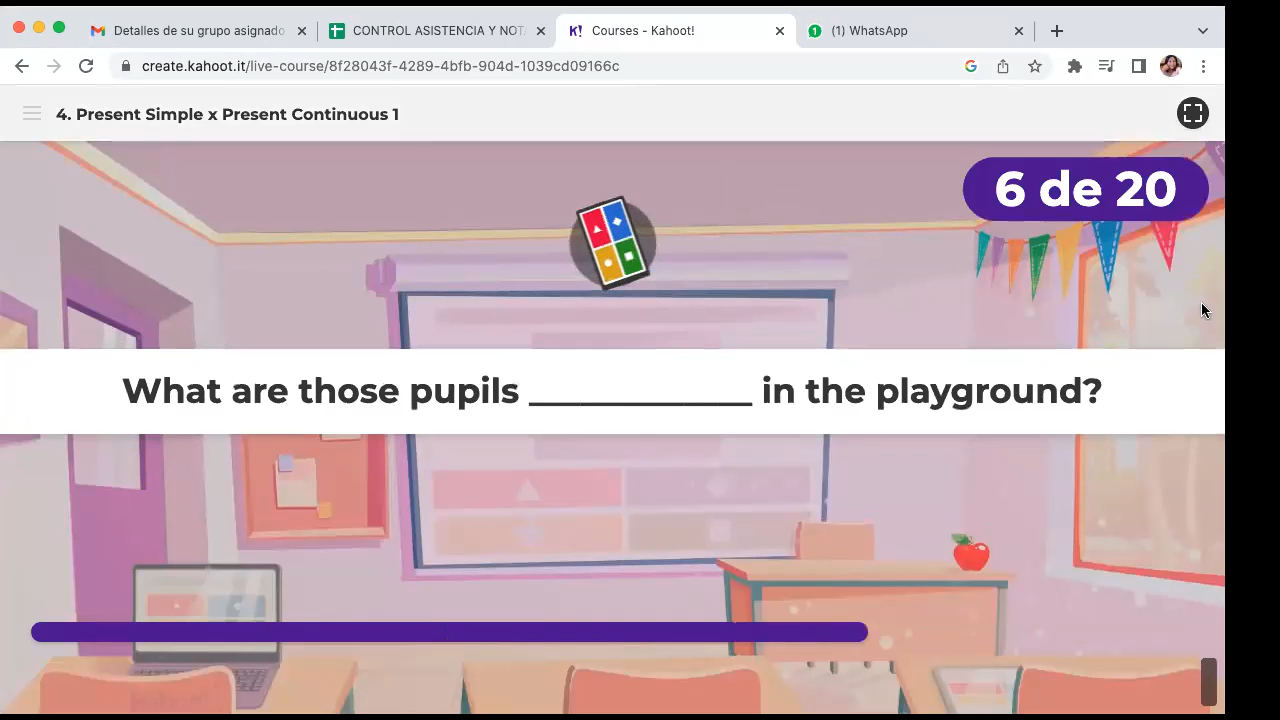 Detalles de su grupo asignado
CONTROL ASISTENCIA Y NOT
K! Courses - Kahoot!
1 (1) WhatsApp
create.kahoot.it/live-course/8f28043f-4289-4bfb-904d-1039cd09166c
4. Present Simple x Present Continuous 1
6 de 20
What are those pupils ____________ in the playground?